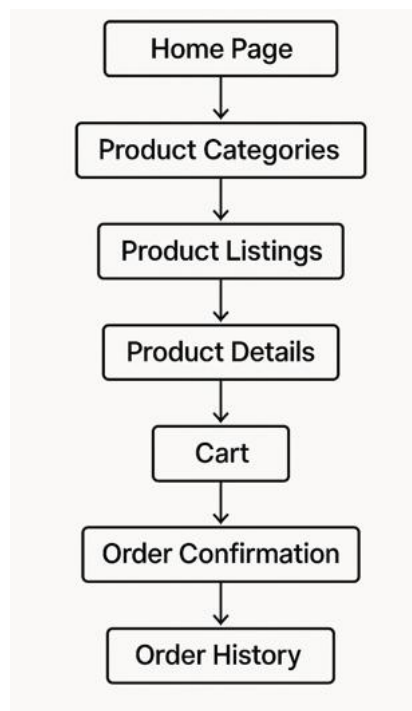 Home Page
Product Categories
Product Listings
Product Details
Cart
Order Confirmation
Order History